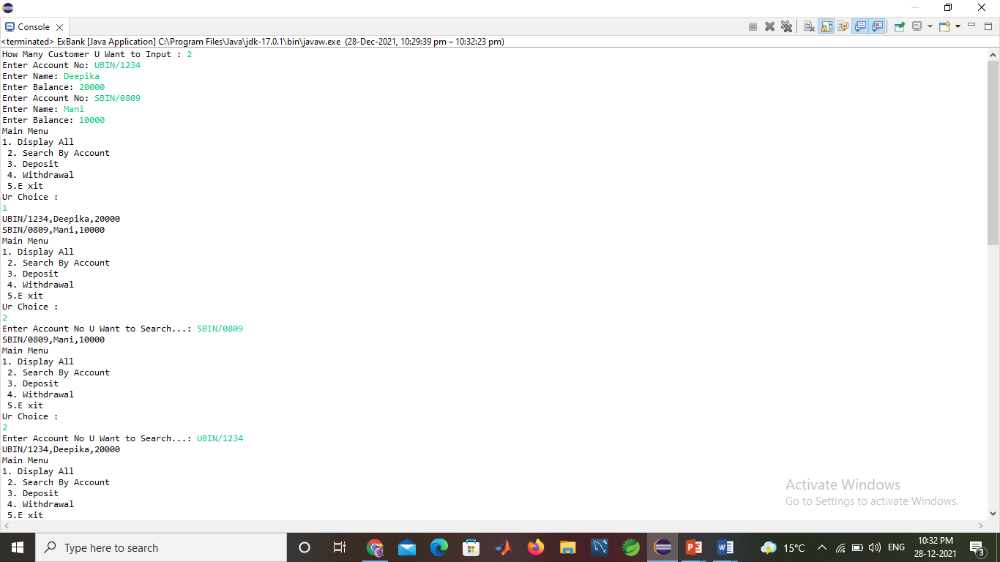 Console
<terminated> ExBank [Java Application] C:\Program Files\Java\jdk-17.0.1\bin\javaw.exe (28-Dec-2021, 10:29:39 pm – 10:32:23 pm)
How Many Customer U Want to Input : 2
Enter Account No: UBIN/1234
Enter Name: Deepika
Enter Balance: 20000
Enter Account No: SBIN/0809
Enter Name: Mani
Enter Balance: 10000
Main Menu
1. Display All
 2. Search By Account
 3. Deposit
 4. Withdrawal
 5.E xit
Ur Choice :
1
UBIN/1234,Deepika,20000
SBIN/0809,Mani,10000
Main Menu
1. Display All
 2. Search By Account
 3. Deposit
 4. Withdrawal
 5.E xit
Ur Choice :
2
Enter Account No U Want to Search...: SBIN/0809
SBIN/0809,Mani,10000
Main Menu
1. Display All
 2. Search By Account
 3. Deposit
 4. Withdrawal
 5.E xit
Ur Choice :
2
Enter Account No U Want to Search...: UBIN/1234
UBIN/1234,Deepika,20000
Main Menu
1. Display All
 2. Search By Account
 3. Deposit
 4. Withdrawal
 5.E xit
Activate Windows
Go to Settings to activate Windows.
Type here to search
15°C
ENG
10:32 PM
28-12-2021
3